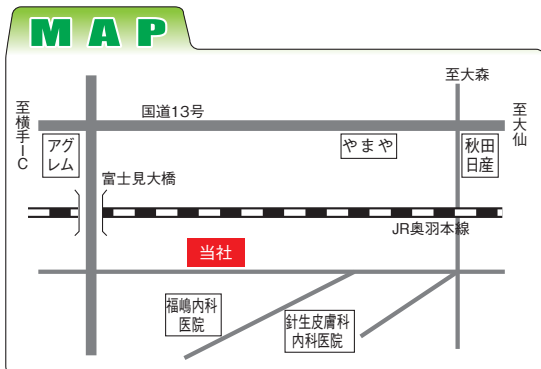 MAP
至大森
至横手IC
国道13号
至大仙
アグ
レム
やまや
秋田
日産
富士見大橋
JR奥羽本線
当社
福嶋内科
医院
針生皮膚科
内科医院